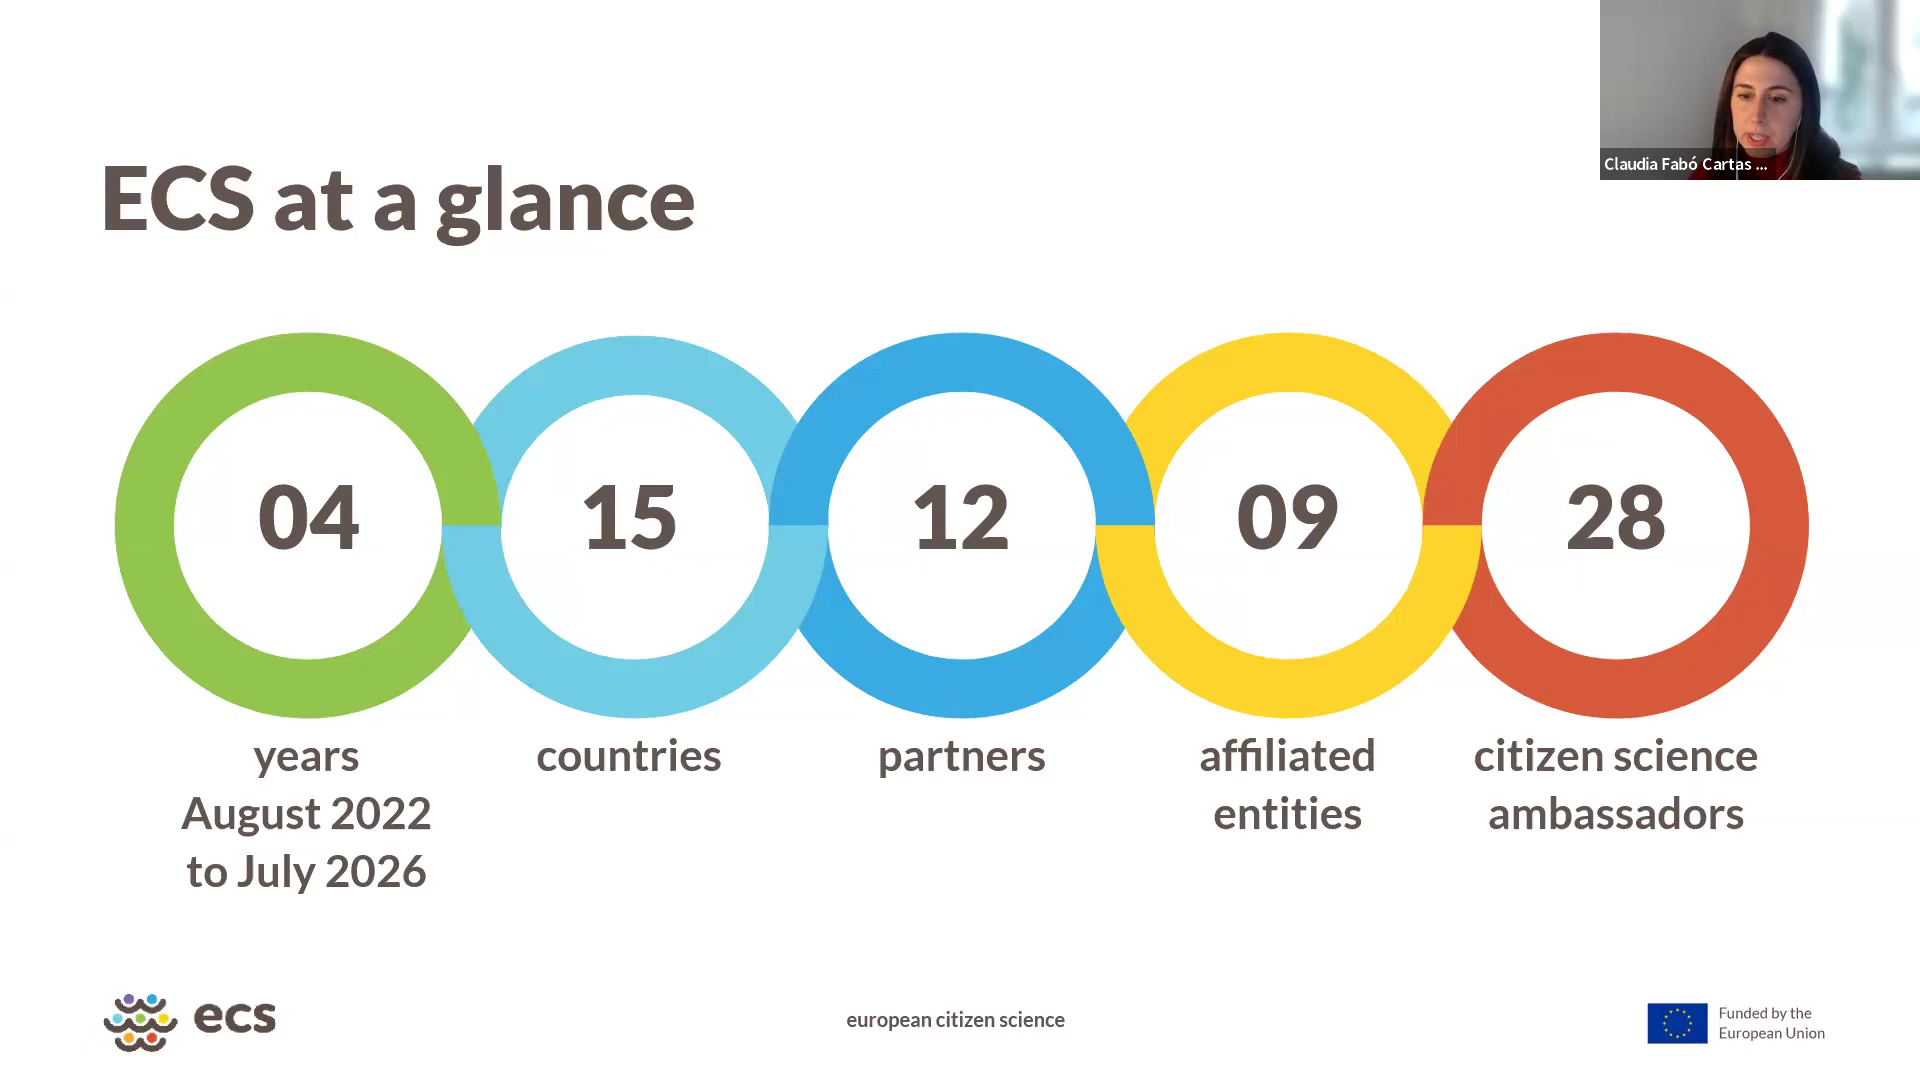 Claudia Fabó Cartas ...
ECS at a glance
04
15
12
09
28
years
August 2022
to July 2026
countries
partners
affiliated
entities
citizen science
ambassadors
ecs
european citizen science
Funded by the
European Union